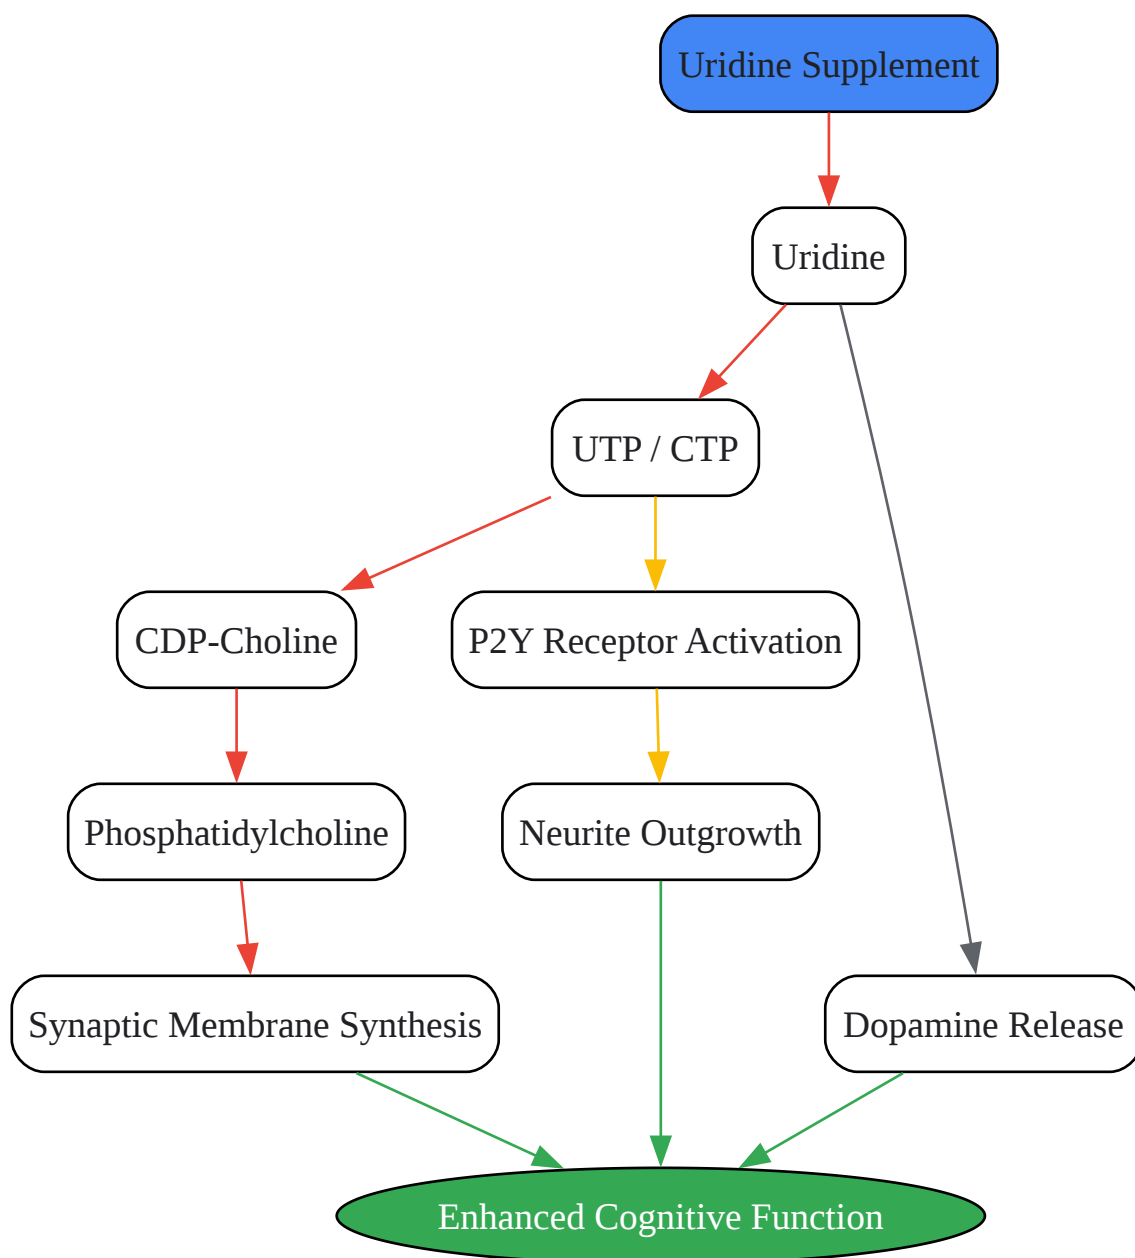 Uridine Supplement
Uridine
UTP / CTP
CDP-Choline
P2Y Receptor Activation
Phosphatidylcholine
Neurite Outgrowth
Synaptic Membrane Synthesis
Dopamine Release
Enhanced Cognitive Function